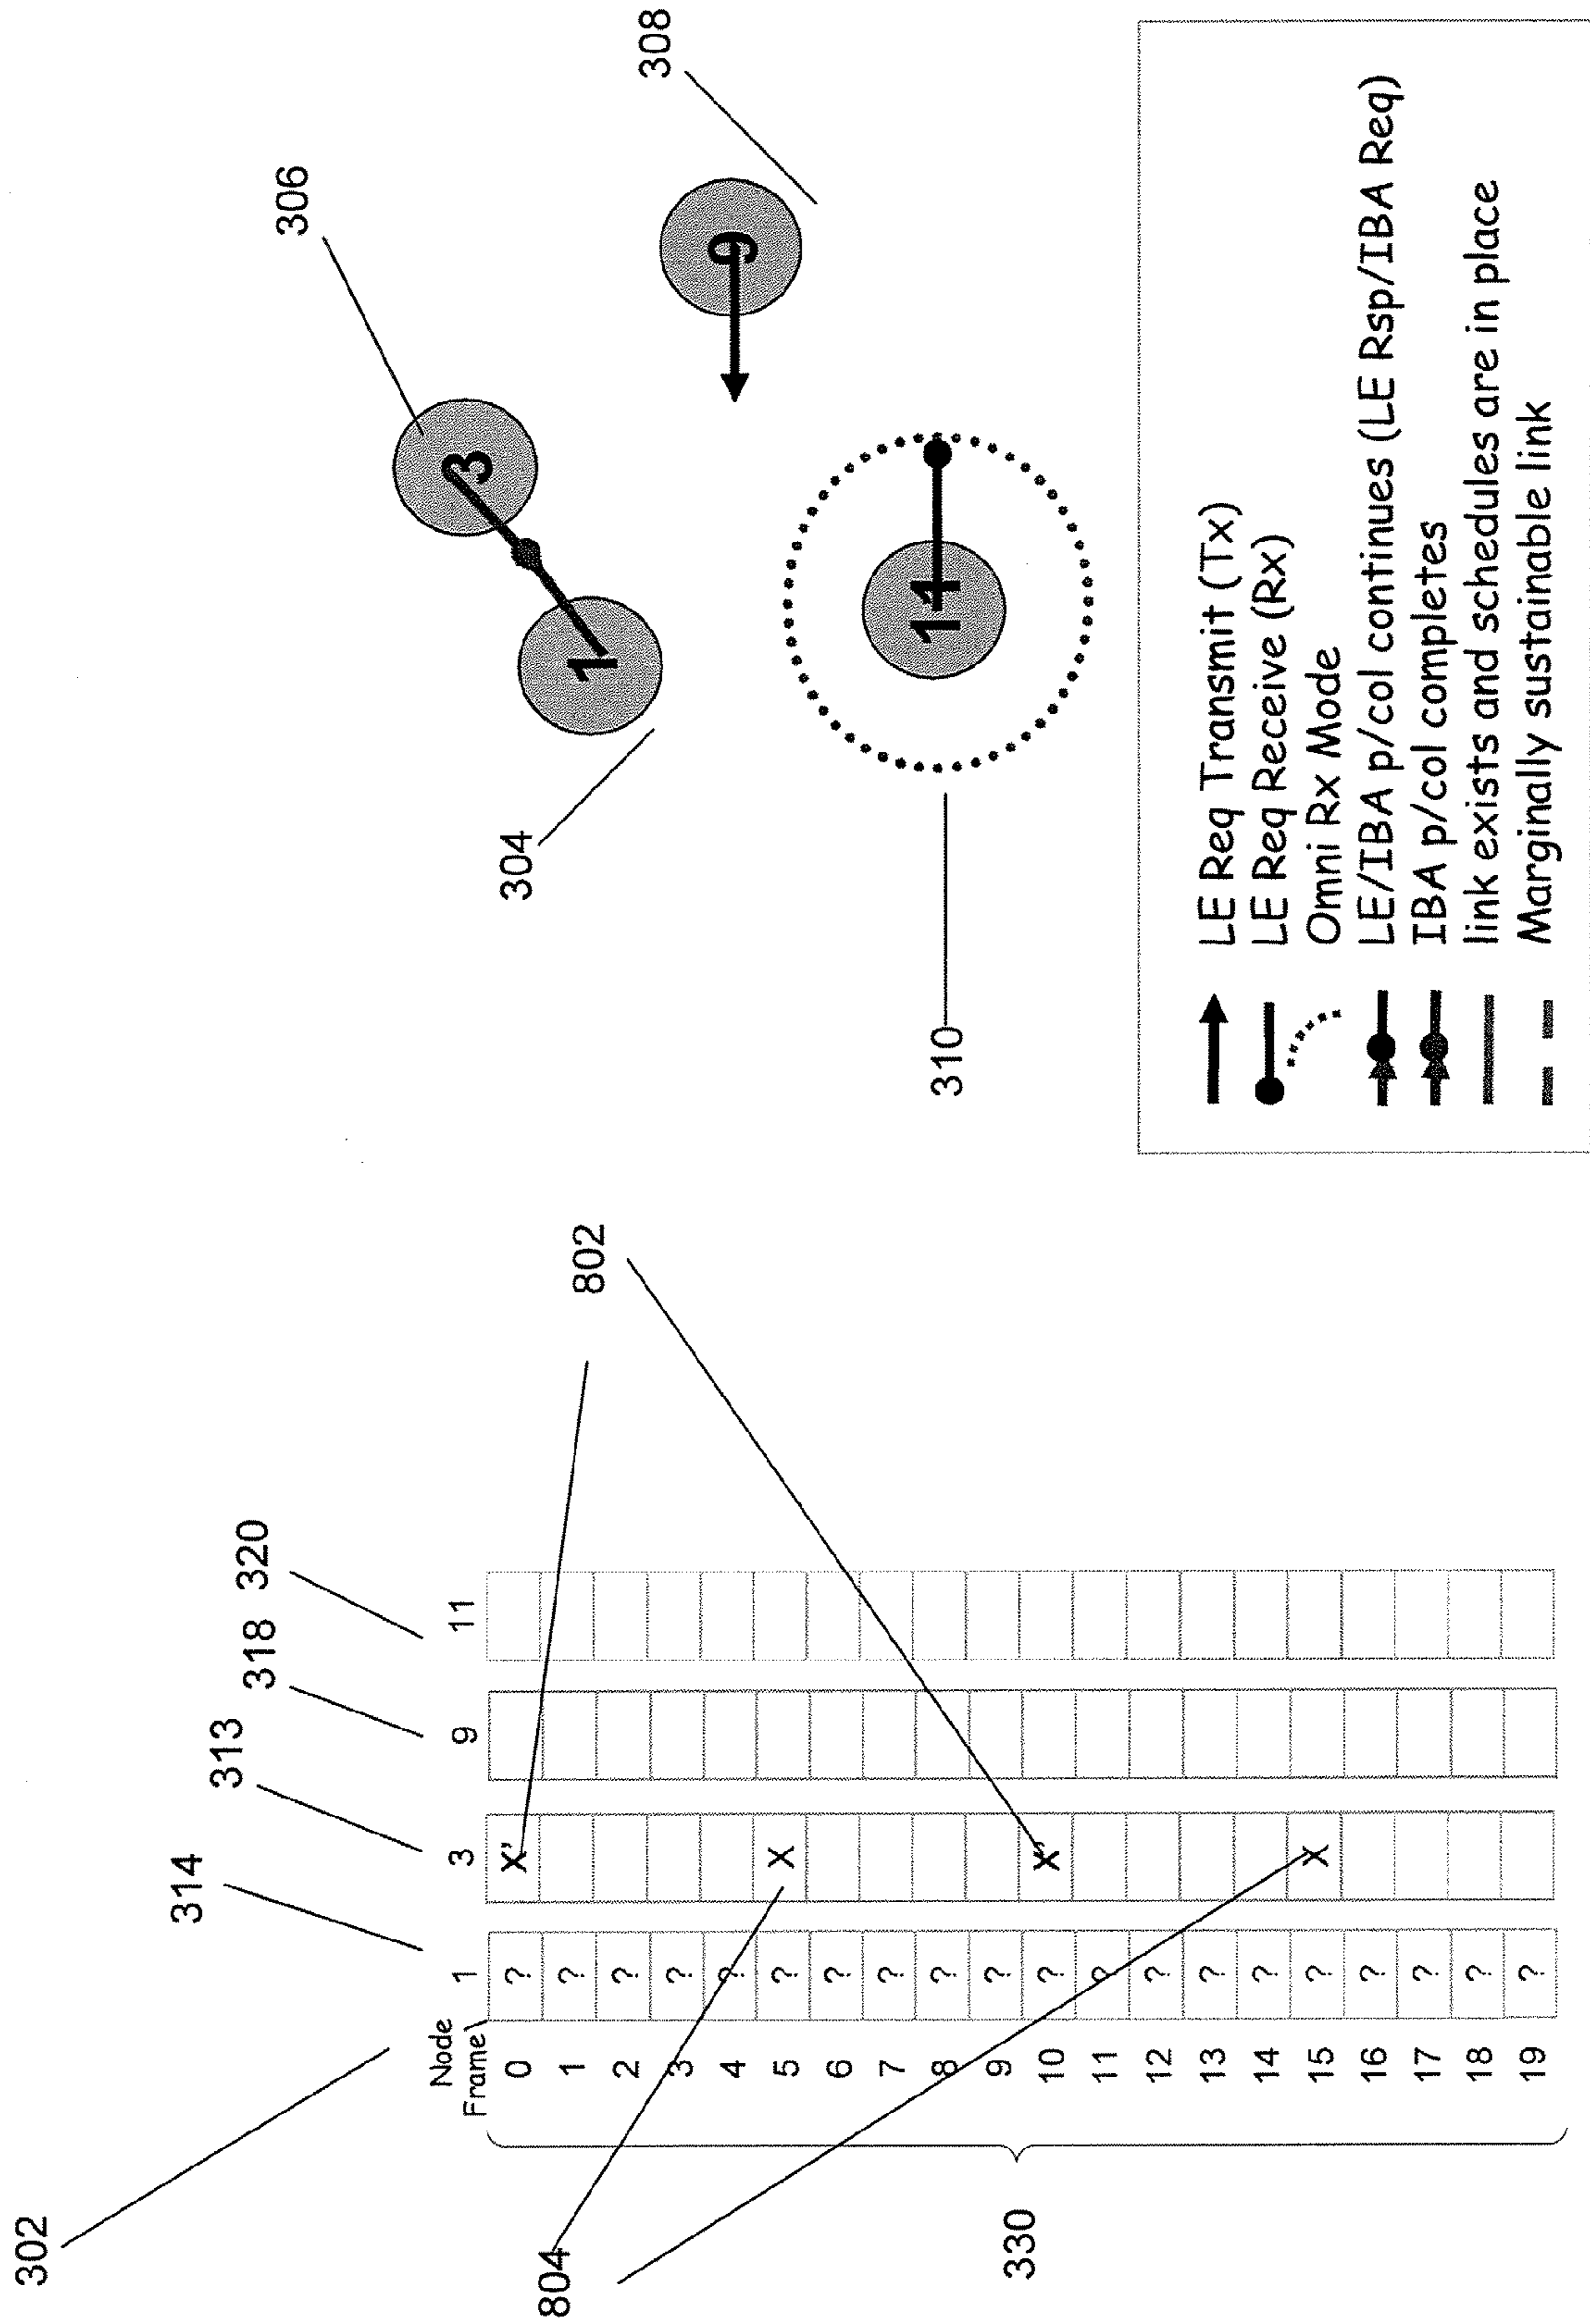 302
314
313
318
320
Node
1 3 9 11
Frame
0 ? X'
1 ?
2 ?
3 ?
4 ?
5 ? X
6 ?
7 ?
8 ?
9 ?
10 ? X'
11 ?
12 ?
13 ?
14 ?
15 ? X
16 ?
17 ?
18 ?
19 ?
804
330
802
306
3
304
1
308
9
11
310
LE Req Transmit (Tx)
LE Req Receive (Rx)
Omni Rx Mode
LE/IBA p/col continues (LE Rsp/IBA Req)
IBA p/col completes
link exists and schedules are in place
Marginally sustainable link